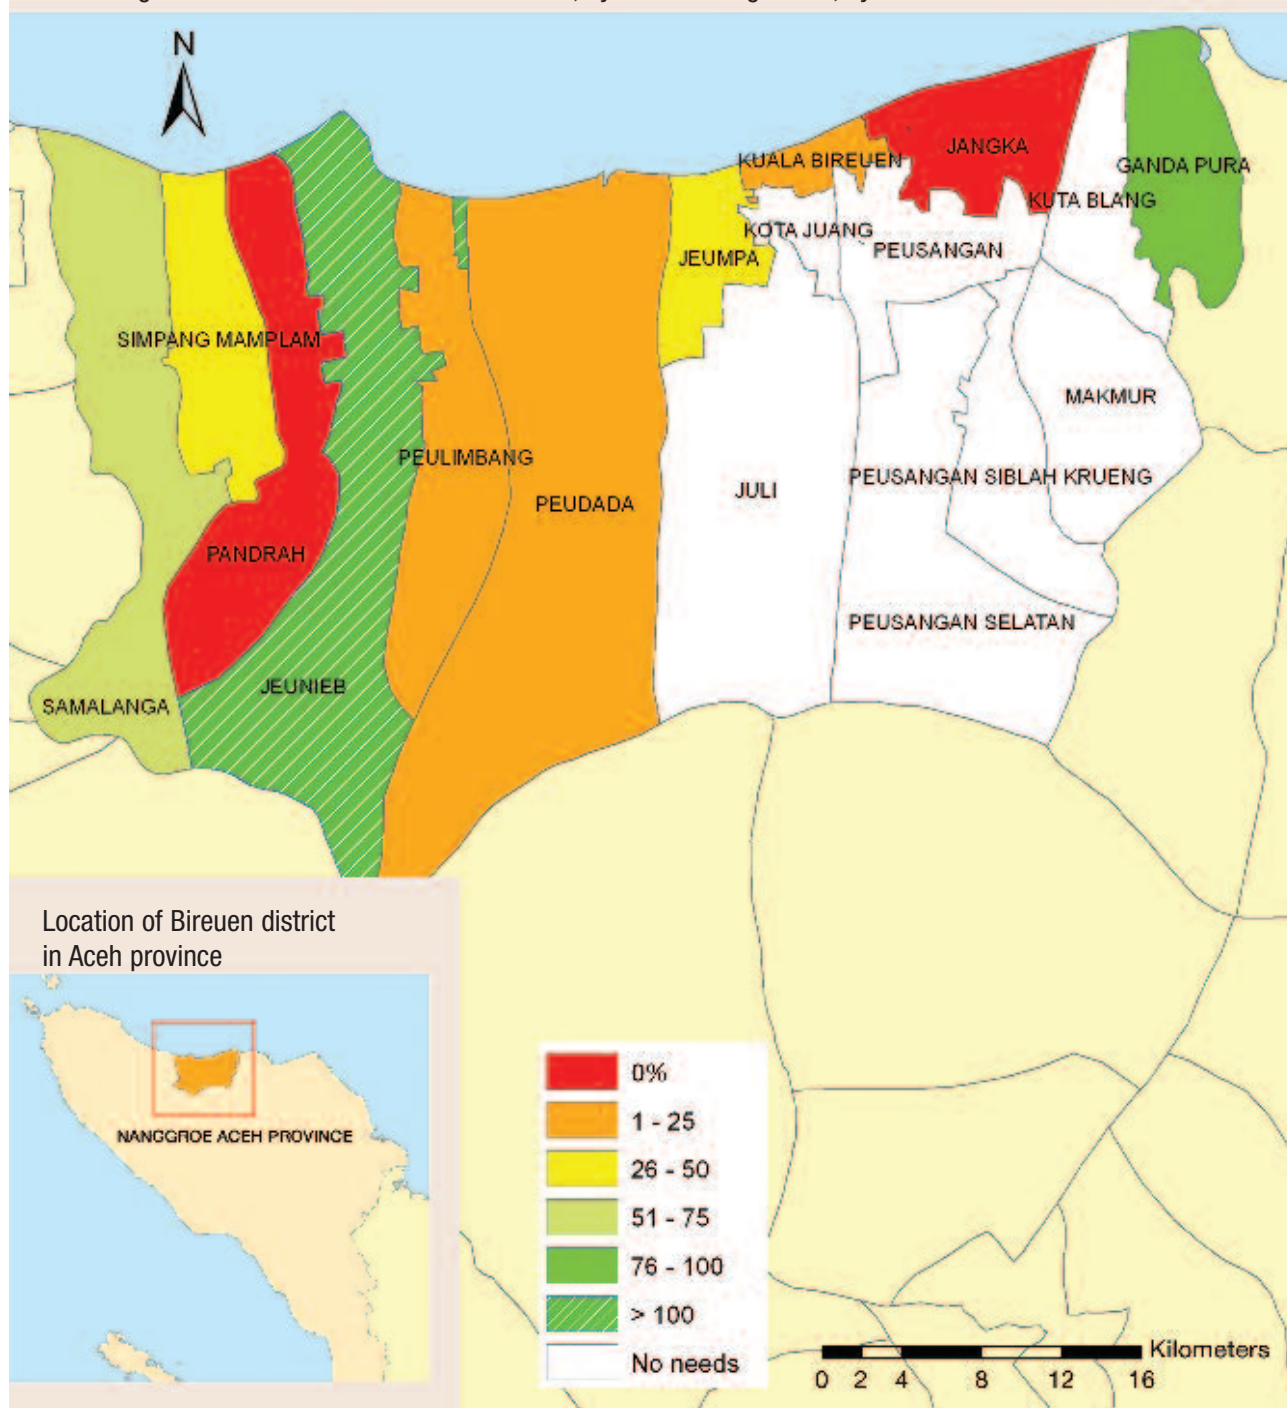 N
JANGKA
KUALA BIREUEN
GANDA PURA
KUTA BLANG
KOTA JUANG
PEUSANGAN
JEUMPA
SIMPANG MAMPLAM
MAKMUR
PEULIMBANG
PEUSANGAN SIBLAH KRUENG
JULI
PEUDADA
PANDRAH
PEUSANGAN SELATAN
JEUNIEB
SAMALANGA
Location of Bireuen district
in Aceh province
NANGGROE ACEH PROVINCE
0%
1 - 25
26 - 50
51 - 75
76 - 100
> 100
No needs
Kilometers
0 2 4 8 12 16